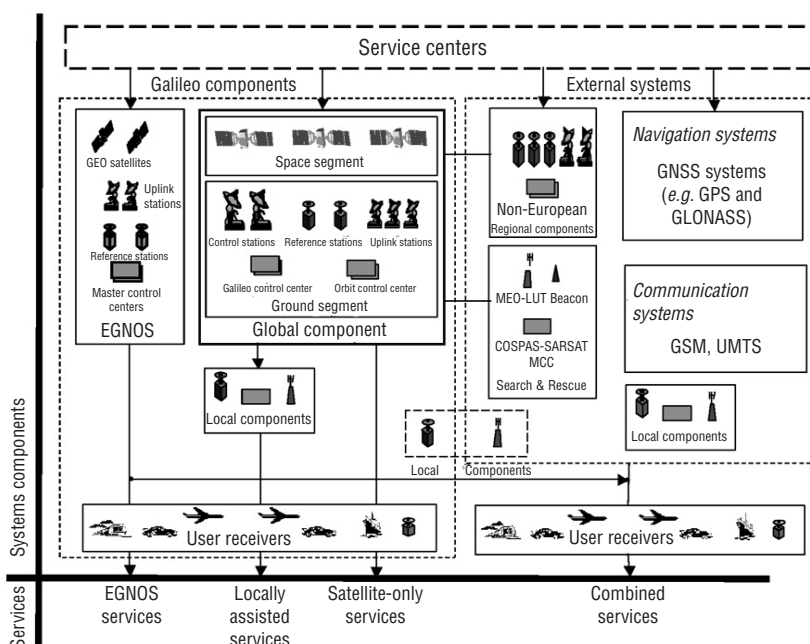 Service centers
Galileo components
External systems
GEO satellites
Uplink
stations
Reference stations
Master control
centers
EGNOS
Space segment
Control stations
Reference stations
Uplink stations
Galileo control center
Orbit control center
Ground segment
Global component
Local components
Non-European
Regional components
MEO-LUT Beacon
COSPAS-SARSAT
MCC
Search & Rescue
Navigation systems
GNSS systems
(e.g. GPS and
GLONASS)
Communication
systems
GSM, UMTS
Local components
Local Components
User receivers
User receivers
Systems components
Services
EGNOS
services
Locally
assisted
services
Satellite-only
services
Combined
services